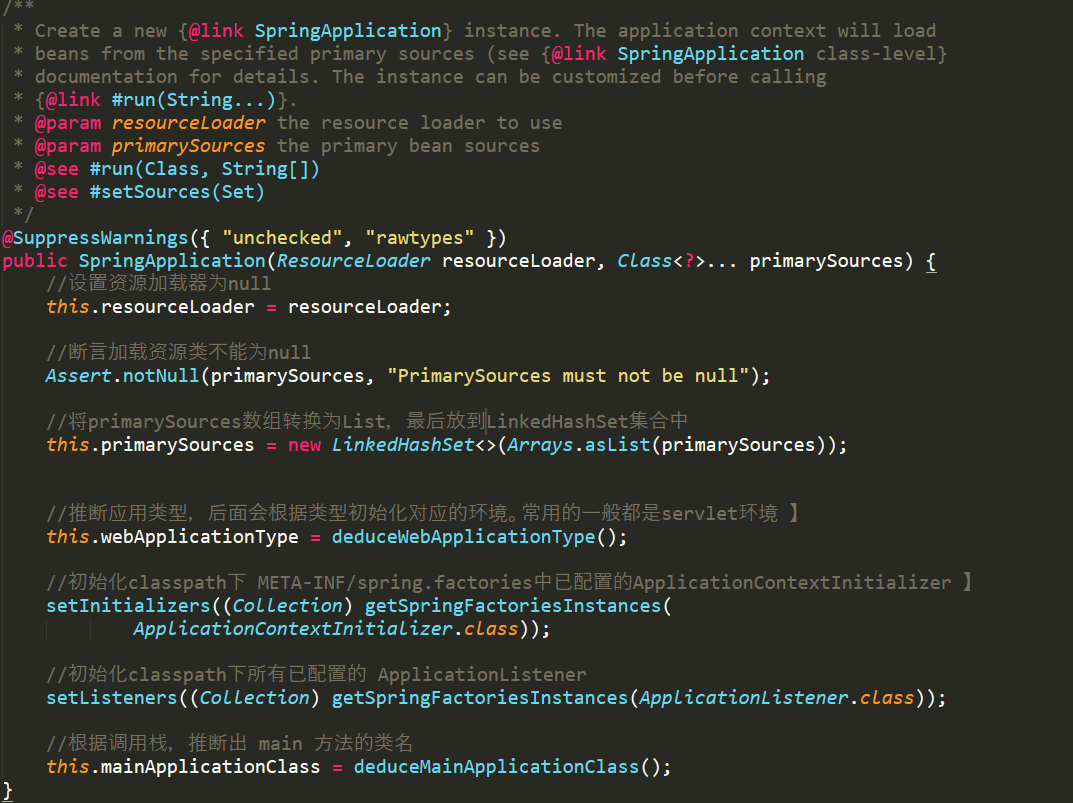 /**
 * Create a new {@link SpringApplication} instance. The application context will load
 * beans from the specified primary sources (see {@link SpringApplication class-level}
 * documentation for details. The instance can be customized before calling
 * {@link #run(String...)}.
 * @param resourceLoader the resource loader to use
 * @param primarySources the primary bean sources
 * @see #run(Class, String[])
 * @see #setSources(Set)
 */
@SuppressWarnings({ "unchecked", "rawtypes" })
public SpringApplication(ResourceLoader resourceLoader, Class<?>... primarySources) {
    //设置资源加载器为null
    this.resourceLoader = resourceLoader;
    //断言加载资源类不能为null
    Assert.notNull(primarySources, "PrimarySources must not be null");
    //将primarySources数组转换为List，最后放到LinkedHashSet集合中
    this.primarySources = new LinkedHashSet<>(Arrays.asList(primarySources));
    //推断应用类型，后面会根据类型初始化对应的环境。常用的一般都是servlet环境 】
    this.webApplicationType = deduceWebApplicationType();
    //初始化classpath下 META-INF/spring.factories中已配置的ApplicationContextInitializer 】
    setInitializers((Collection) getSpringFactoriesInstances(
            ApplicationContextInitializer.class));
    //初始化classpath下所有已配置的 ApplicationListener
    setListeners((Collection) getSpringFactoriesInstances(ApplicationListener.class));
    //根据调用栈，推断出 main 方法的类名
    this.mainApplicationClass = deduceMainApplicationClass();
}